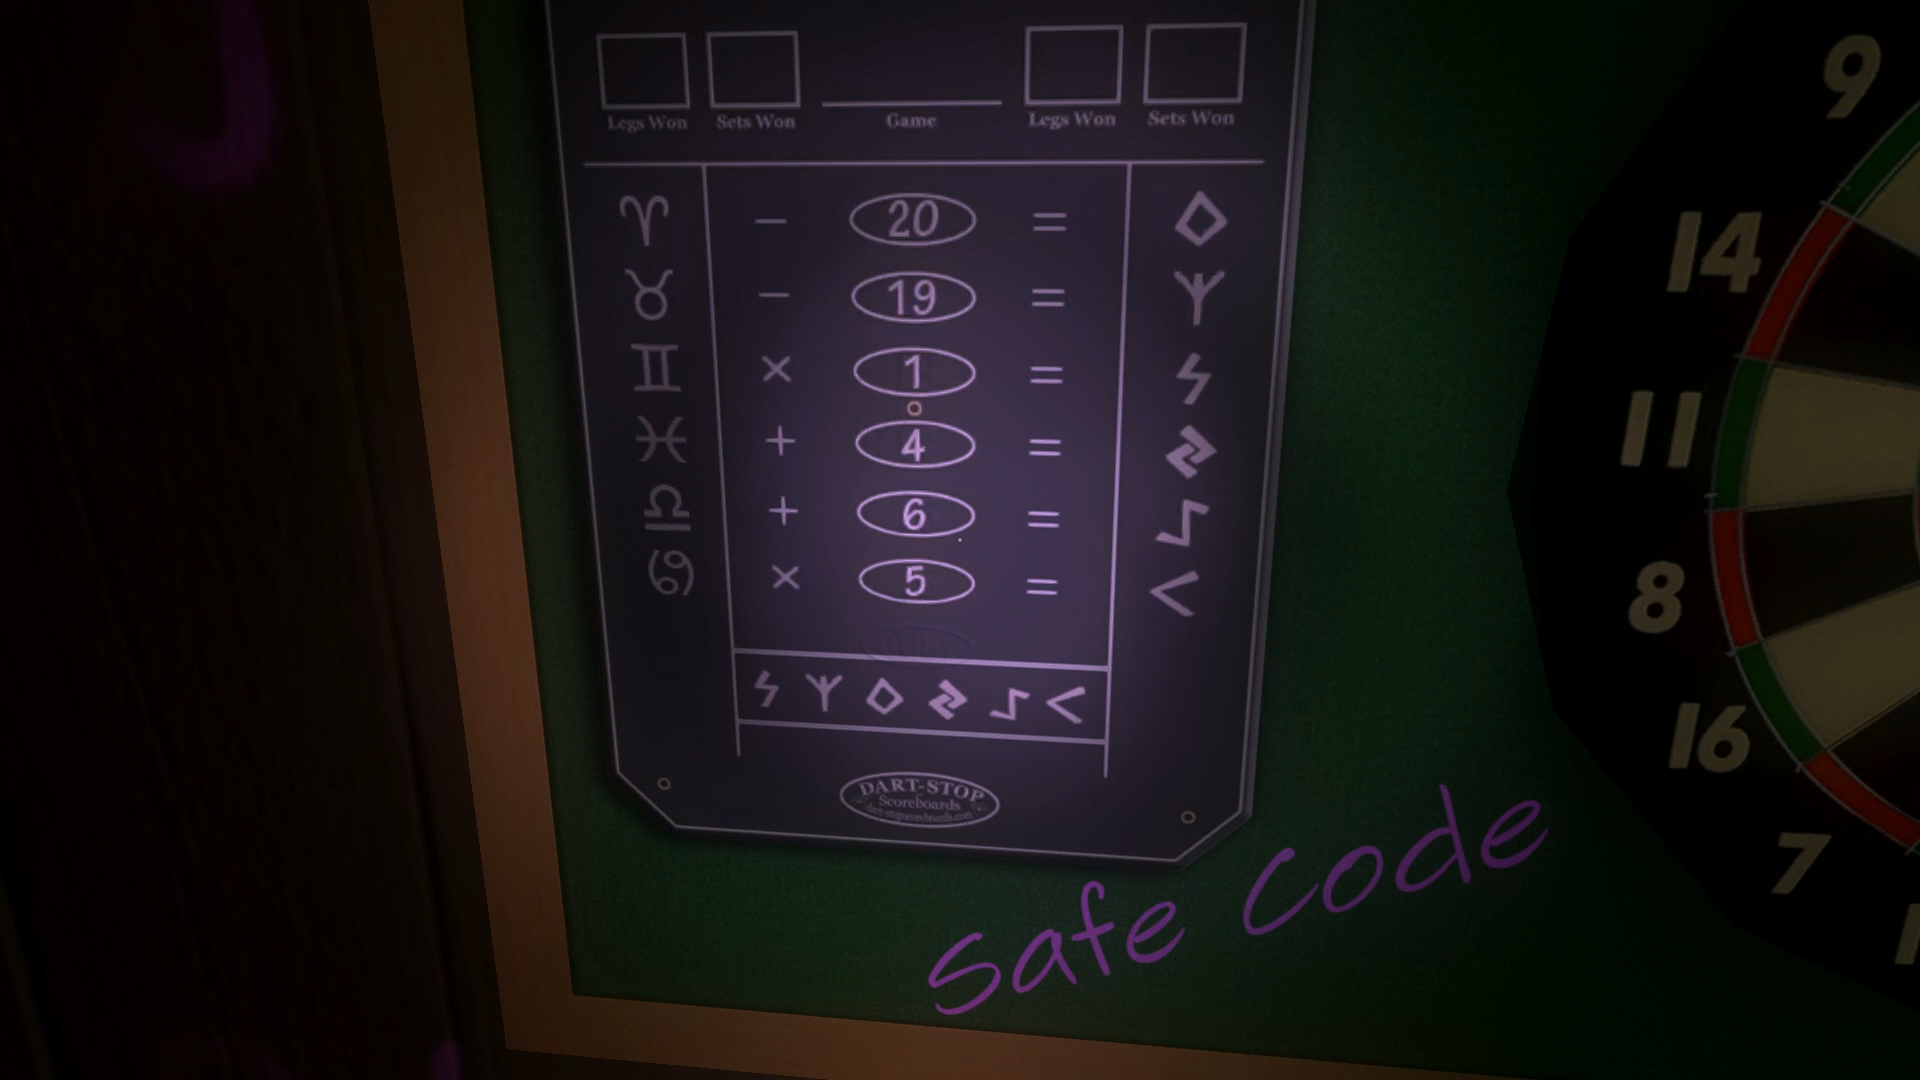 Legs Won Sets Won Game Legs Won Sets Won
♈ − 20 = ᛜ
♉ − 19 = ᛉ
♊ × 1 = ᛋ
♓ + 4 = ᛃ
♎ + 6 = ᛇ
♋ × 5 = ᚲ
ᛋ ᛉ ᛜ ᛃ ᛇ ᚲ
DART-STOP
Scoreboards
Safe Code
9
14
11
8
16
7